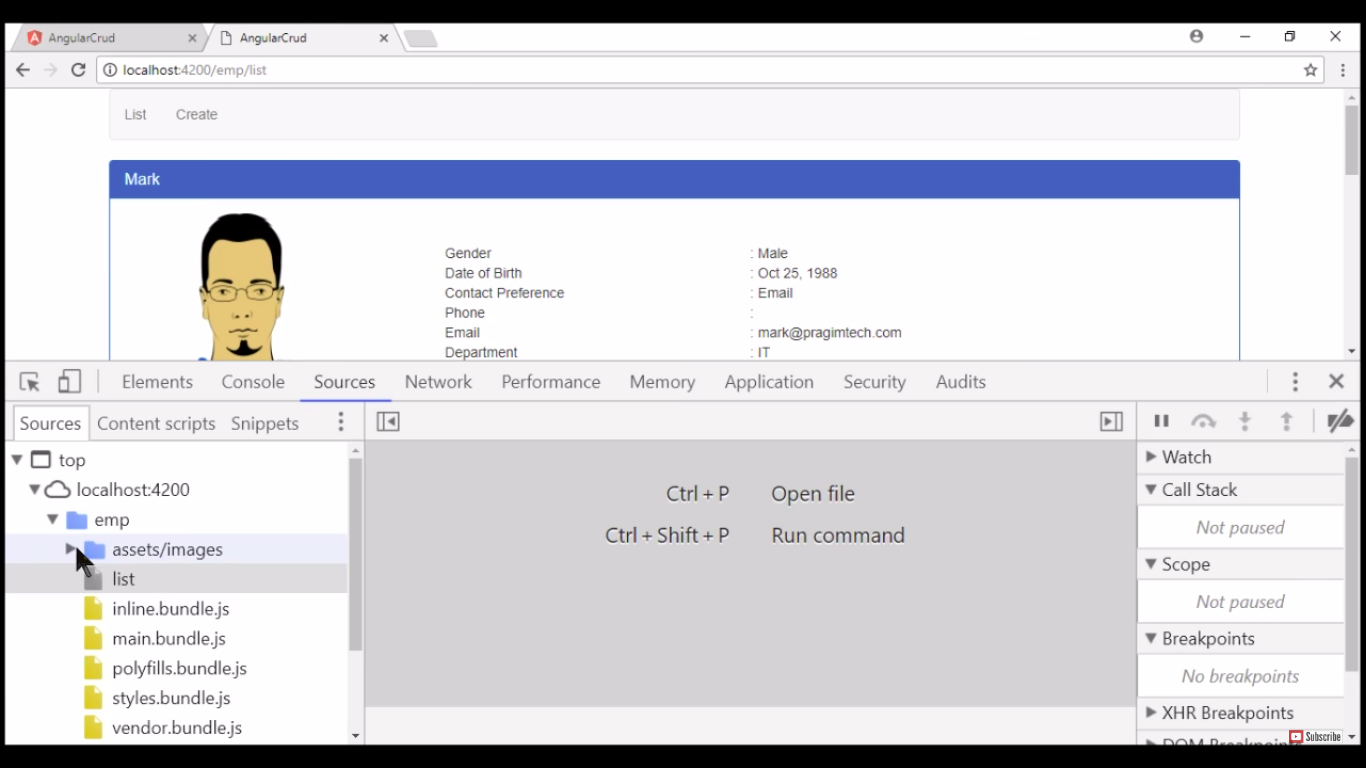 AngularCrud
AngularCrud
localhost:4200/emp/list
List Create
Mark
Gender : Male
Date of Birth : Oct 25, 1988
Contact Preference : Email
Phone :
Email : mark@pragimtech.com
Department : IT
Elements Console Sources Network Performance Memory Application Security Audits
Sources Content scripts Snippets
top
localhost:4200
emp
assets/images
list
inline.bundle.js
main.bundle.js
polyfills.bundle.js
styles.bundle.js
vendor.bundle.js
Ctrl + P Open file
Ctrl + Shift + P Run command
Watch
Call Stack
Not paused
Scope
Not paused
Breakpoints
No breakpoints
XHR Breakpoints
Subscribe